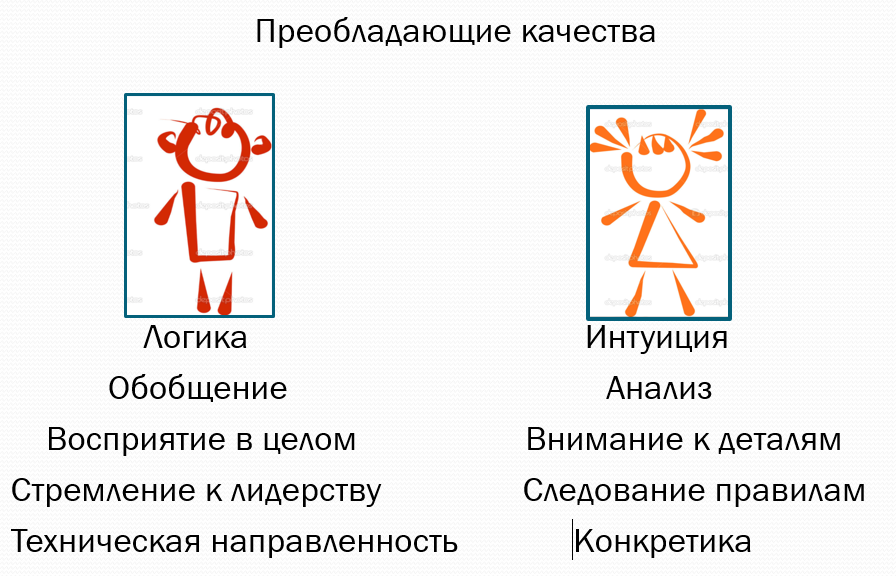 Преобладающие качества
Логика
Обобщение
Восприятие в целом
Стремление к лидерству
Техническая направленность
Интуиция
Анализ
Внимание к деталям
Следование правилам
Конкретика